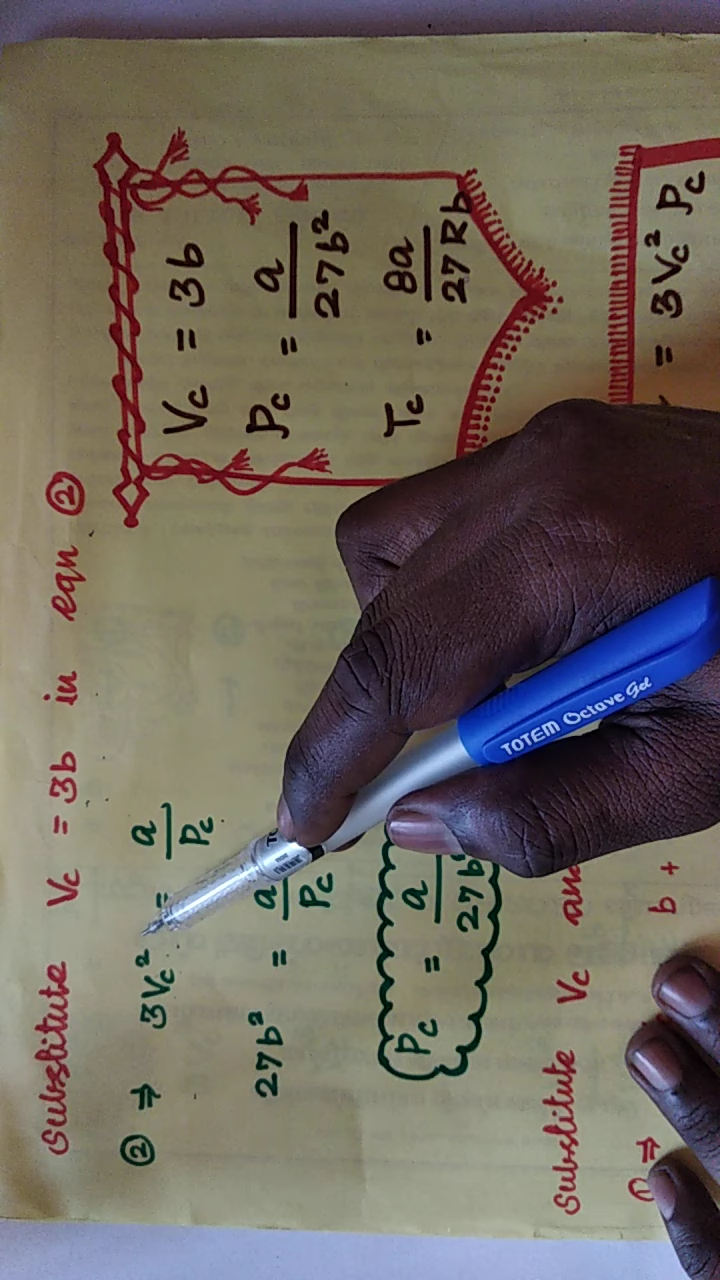 Substitute Vc = 3b in eqn ②
② ⇒ 3Vc² = a/Pc
27b² = a/Pc
Pc = a/27b²
Substitute Vc
① ⇒ b +
Vc = 3b
Pc = a/27b²
Tc = 8a/27Rb
= 3Vc² Pc
TOTEM Octave Gel